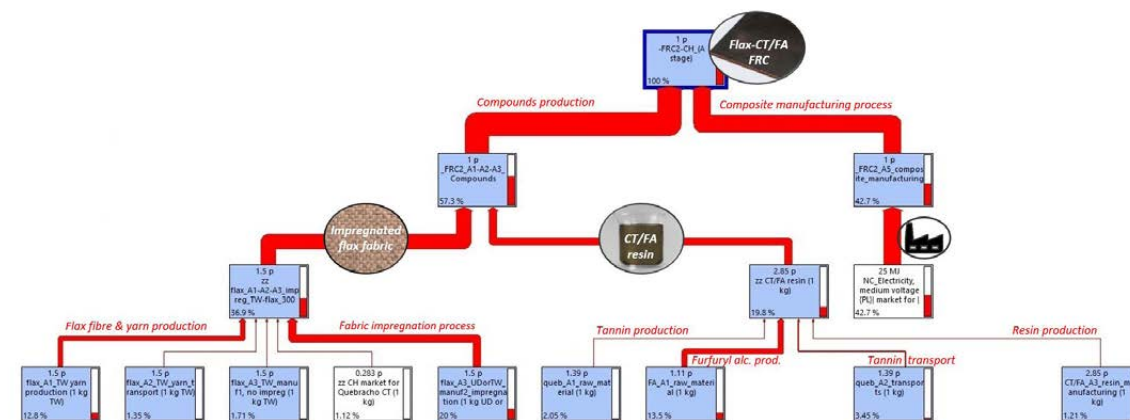 1 p
-FRC2-CH_(A
stage)
100 %
Flax-CT/FA
FRC
Compounds production
Composite manufacturing process
1 p
_FRC2_A1-A2-A3_
Compounds
57.3 %
1 p
_FRC2_A5_compos
ite_manufacturing
42.7 %
Impregnated
flax fabric
CT/FA
resin
1.5 p
zz
flax_A1-A2-A3_imp
reg_TW-flax_300
36.9 %
2.85 p
zz CT/FA resin (1
kg)
19.8 %
25 MJ
NC_Electricity,
medium voltage
{PL}| market for |
42.7 %
Flax fibre & yarn production
Fabric impregnation process
Tannin production
Furfuryl alc. prod.
Tannin transport
Resin production
1.5 p
flax_A1_TW yarn
production (1 kg
TW)
12.8 %
1.5 p
flax_A2_TW_yarn_t
ransport (1 kg TW)
1.35 %
1.5 p
flax_A3_TW_manu
f1, no impreg (1
kg TW)
1.71 %
0.283 p
zz CH market for
Quebracho CT (1
kg)
1.12 %
1.5 p
flax_A3_UDorTW_
manuf2_impregna
tion (1 kg UD or
20 %
1.39 p
queb_A1_raw_mat
erial (1 kg)
2.05 %
1.11 p
FA_A1_raw_materi
al (1 kg)
13.5 %
1.39 p
queb_A2_transpor
ts (1 kg)
3.45 %
2.85 p
CT/FA_A3_resin_m
anufacturing (1
kg)
1.21 %